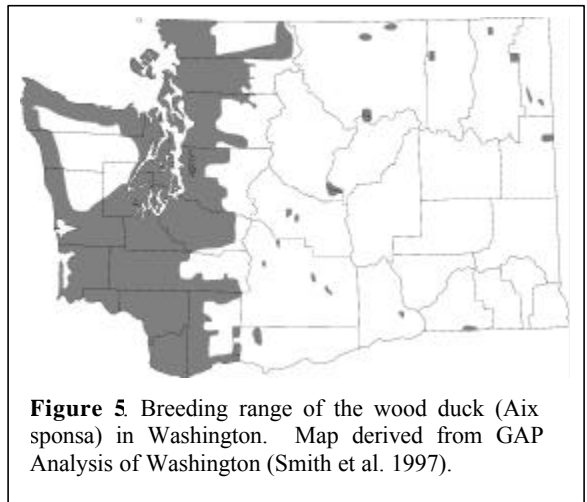 Figure 5. Breeding range of the wood duck (Aix
sponsa) in Washington. Map derived from GAP
Analysis of Washington (Smith et al. 1997).